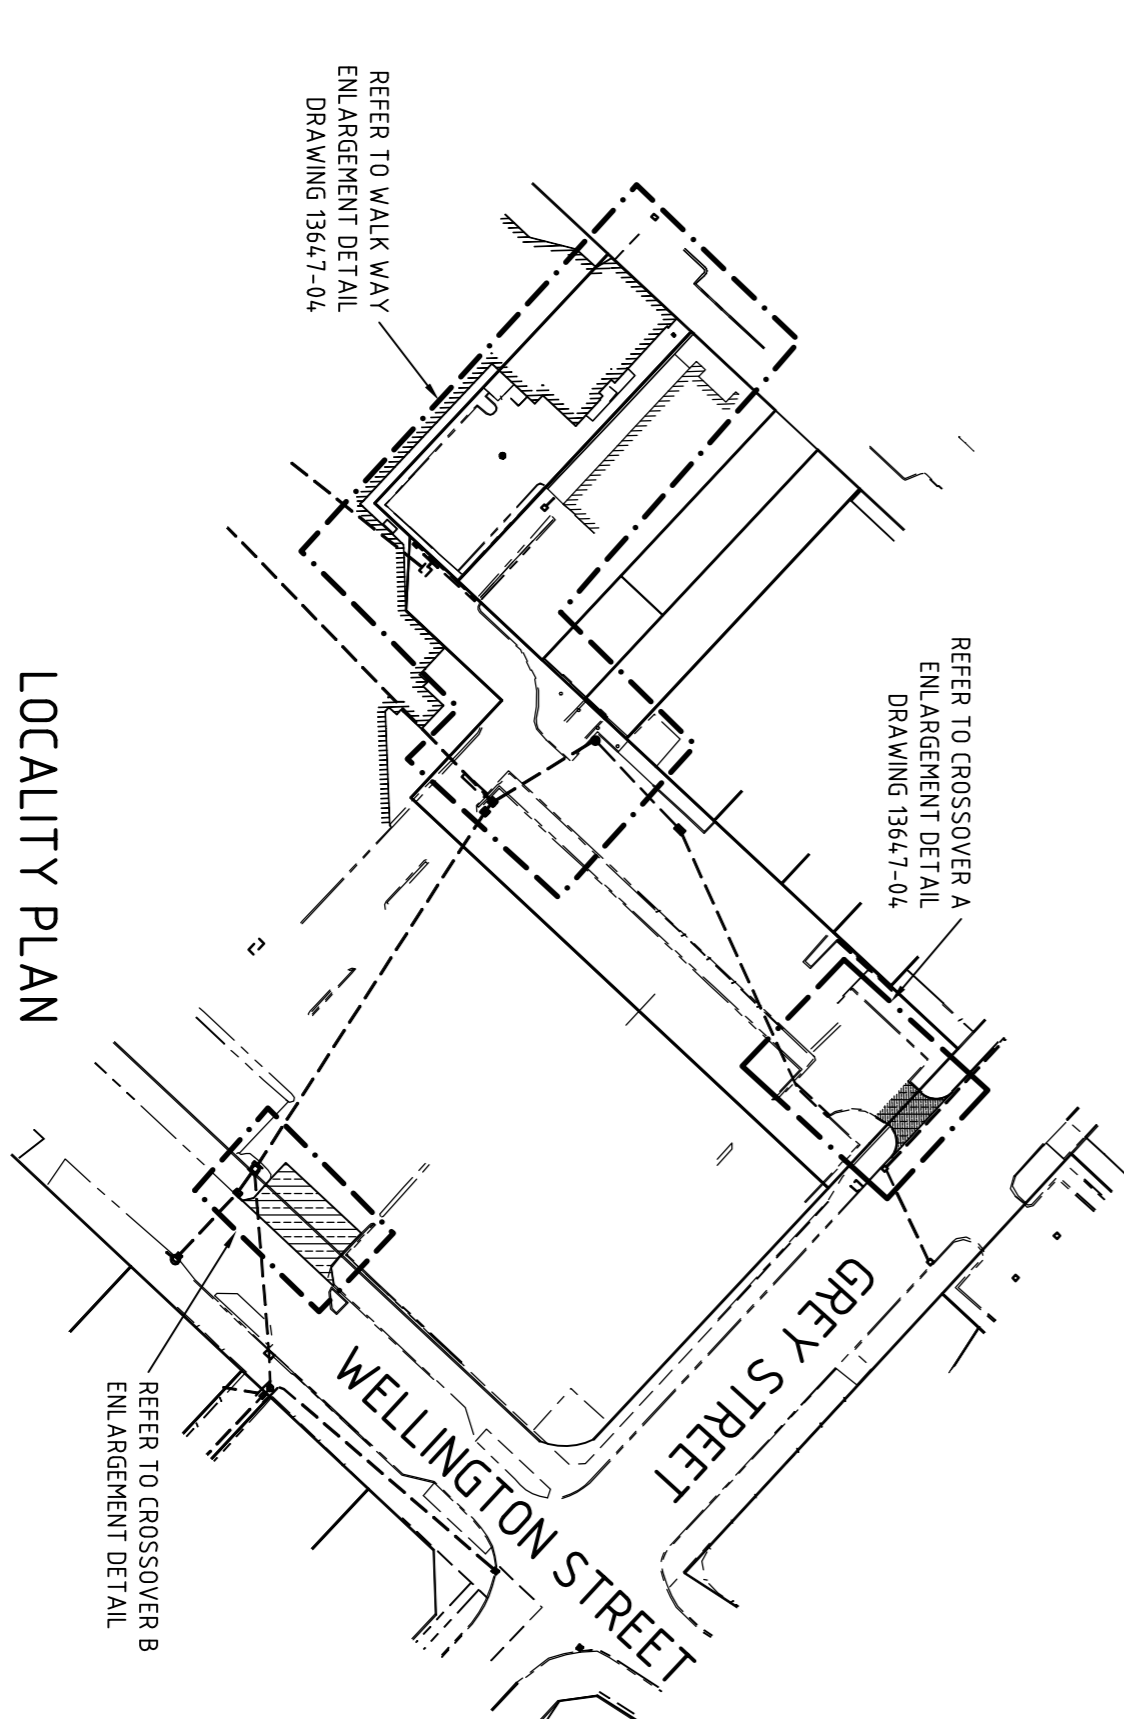 REFER TO WALK WAY
ENLARGEMENT DETAIL
DRAWING 13647-04
REFER TO CROSSOVER A
ENLARGEMENT DETAIL
DRAWING 13647-04
GREY STREET
WELLINGTON STREET
REFER TO CROSSOVER B
ENLARGEMENT DETAIL
LOCALITY PLAN